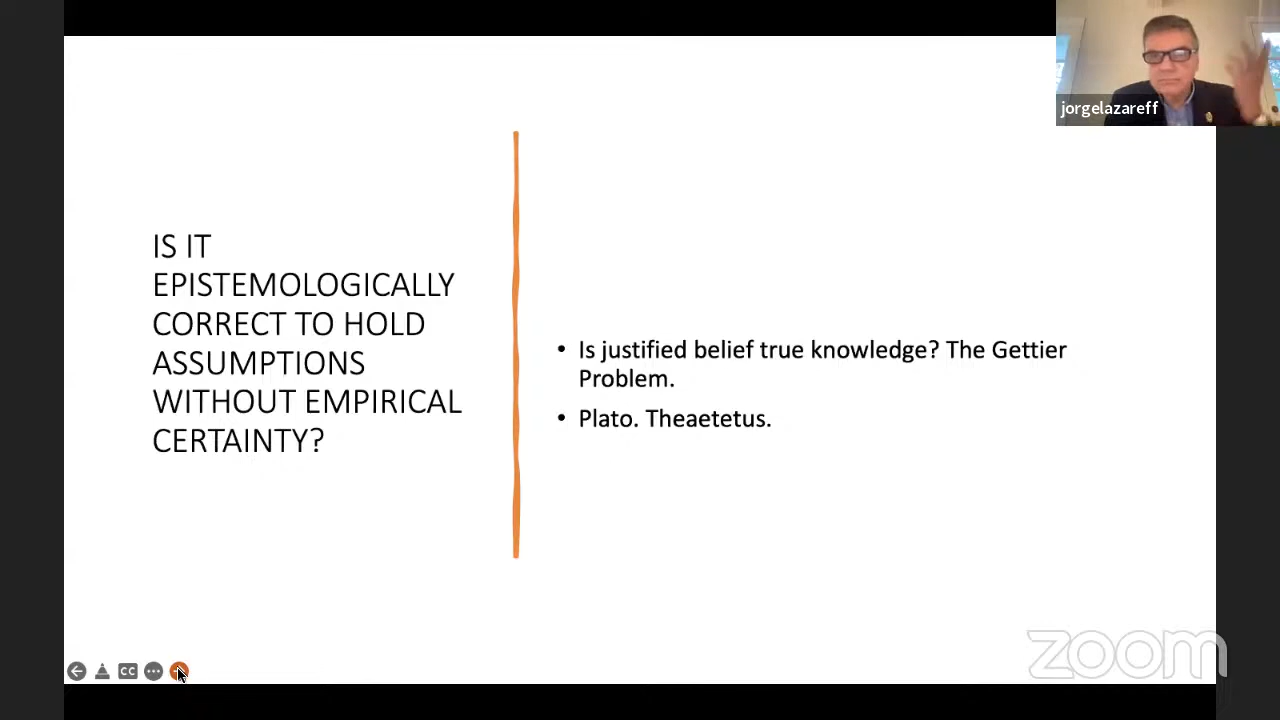 jorgelazareff
IS IT
EPISTEMOLOGICALLY
CORRECT TO HOLD
ASSUMPTIONS
WITHOUT EMPIRICAL
CERTAINTY?
• Is justified belief true knowledge? The Gettier
Problem.
• Plato. Theaetetus.
CC
zoom